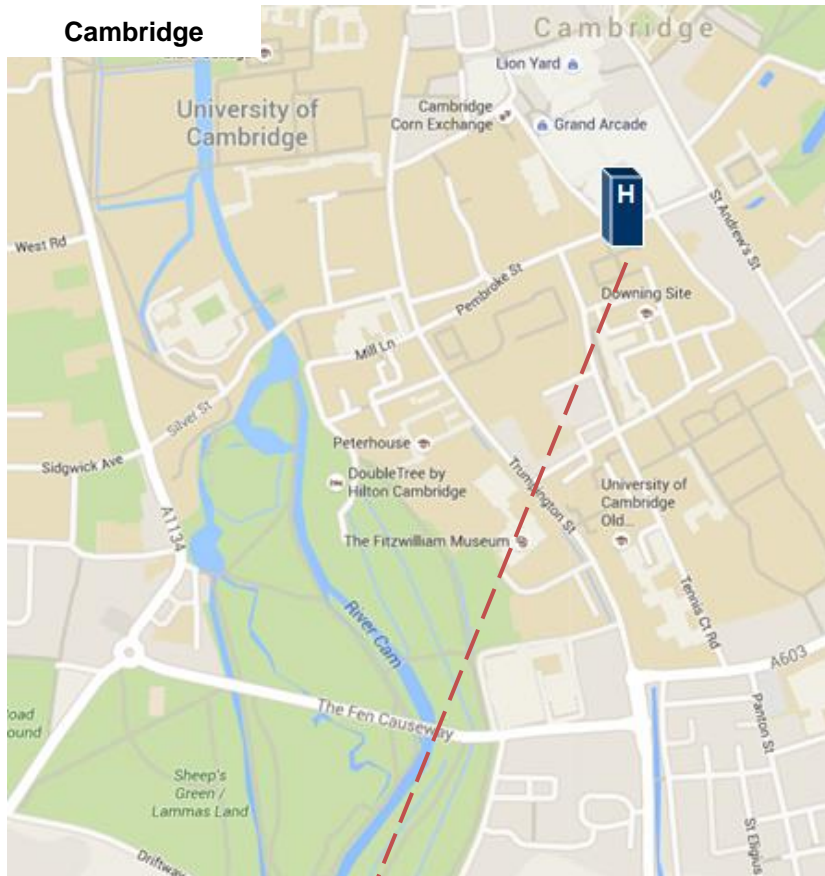 Cambridge
Cambridge
Lion Yard
University of
Cambridge
Cambridge
Corn Exchange
Grand Arcade
H
St Andrew's St
West Rd
Pembroke St
Downing Site
Mill Ln
Silver St
Peterhouse
Sidgwick Ave
DoubleTree by
Hilton Cambridge
Trumpington St
University of
Cambridge
Old...
A1134
The Fitzwilliam Museum
Tennis Ct Rd
River Cam
A603
The Fen Causeway
Panton St
Sheep's
Green /
Lammas Land
St Eligius
Driftway